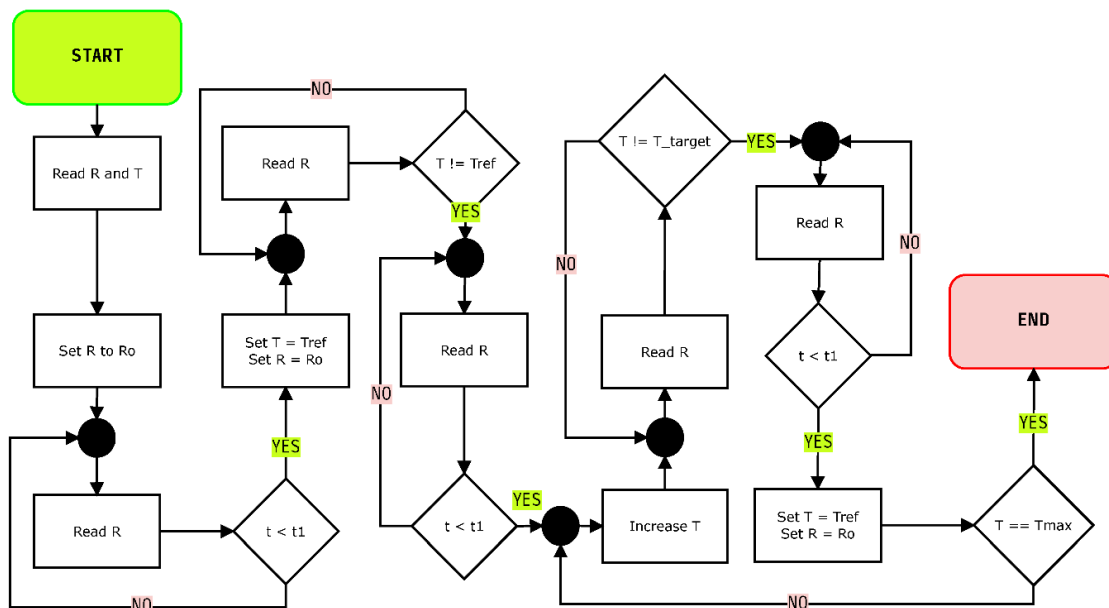 START
Read R and T
Set R to Ro
Read R
NO
t < t1
YES
Set T = Tref
Set R = Ro
Read R
NO
T != Tref
YES
Read R
NO
t < t1
YES
Increase T
Read R
NO
T != T_target
YES
Read R
NO
t < t1
YES
Set T = Tref
Set R = Ro
T == Tmax
NO
YES
END